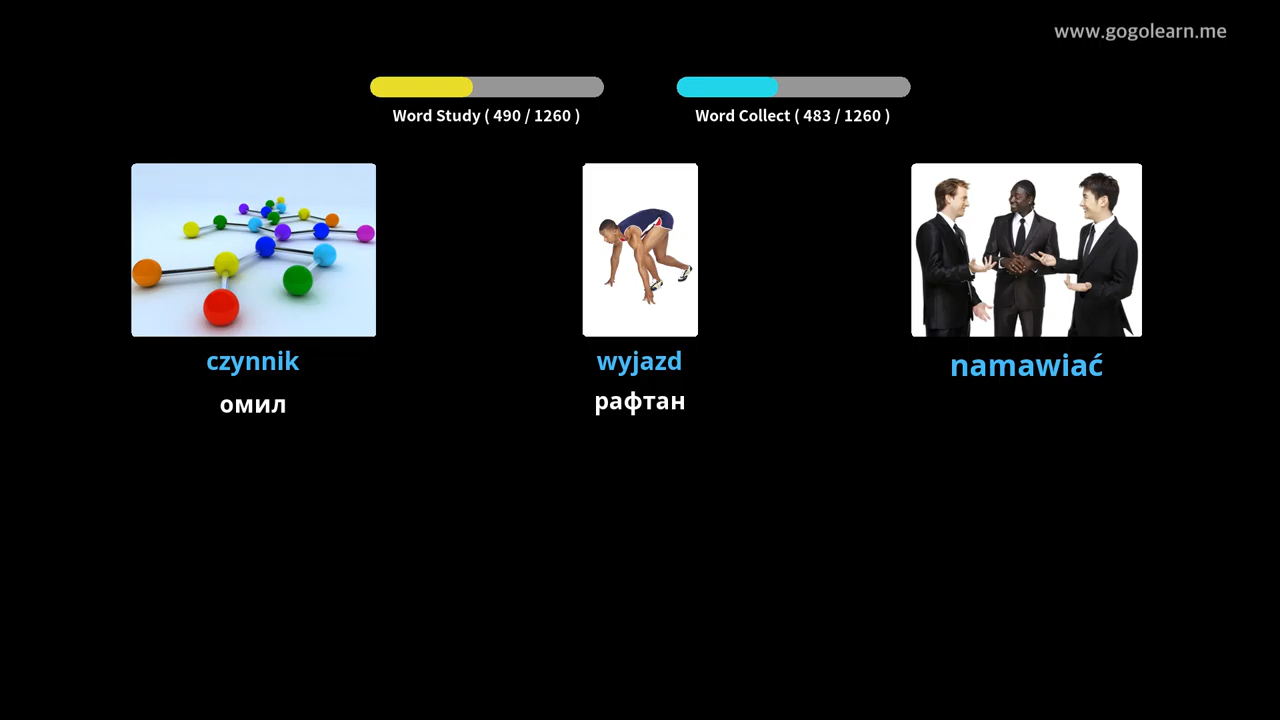 www.gogolearn.me
Word Study ( 490 / 1260 )
Word Collect ( 483 / 1260 )
czynnik
wyjazd
namawiać
омил
рафтан